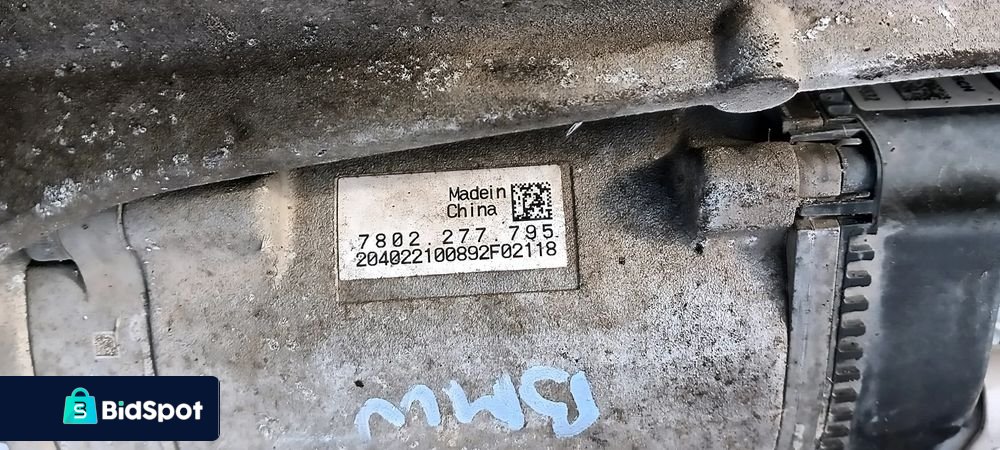 Madein
China
7802 277 795
204022100892F02118
BMW
BidSpot